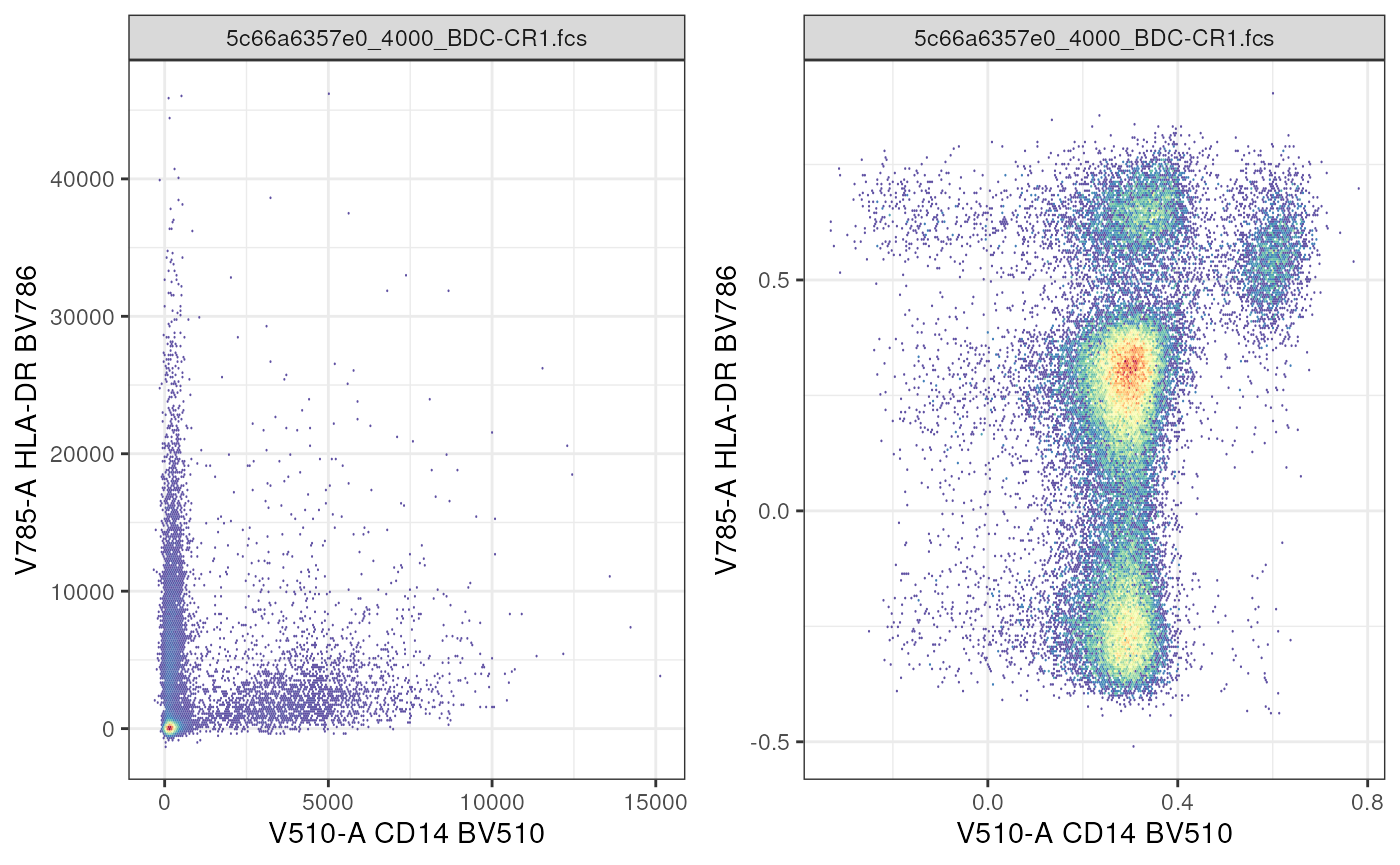 5c66a6357e0_4000_BDC-CR1.fcs
V785-A HLA-DR BV786
40000
30000
20000
10000
0
0 5000 10000 15000
V510-A CD14 BV510
5c66a6357e0_4000_BDC-CR1.fcs
V785-A HLA-DR BV786
0.5
0.0
-0.5
0.0 0.4 0.8
V510-A CD14 BV510